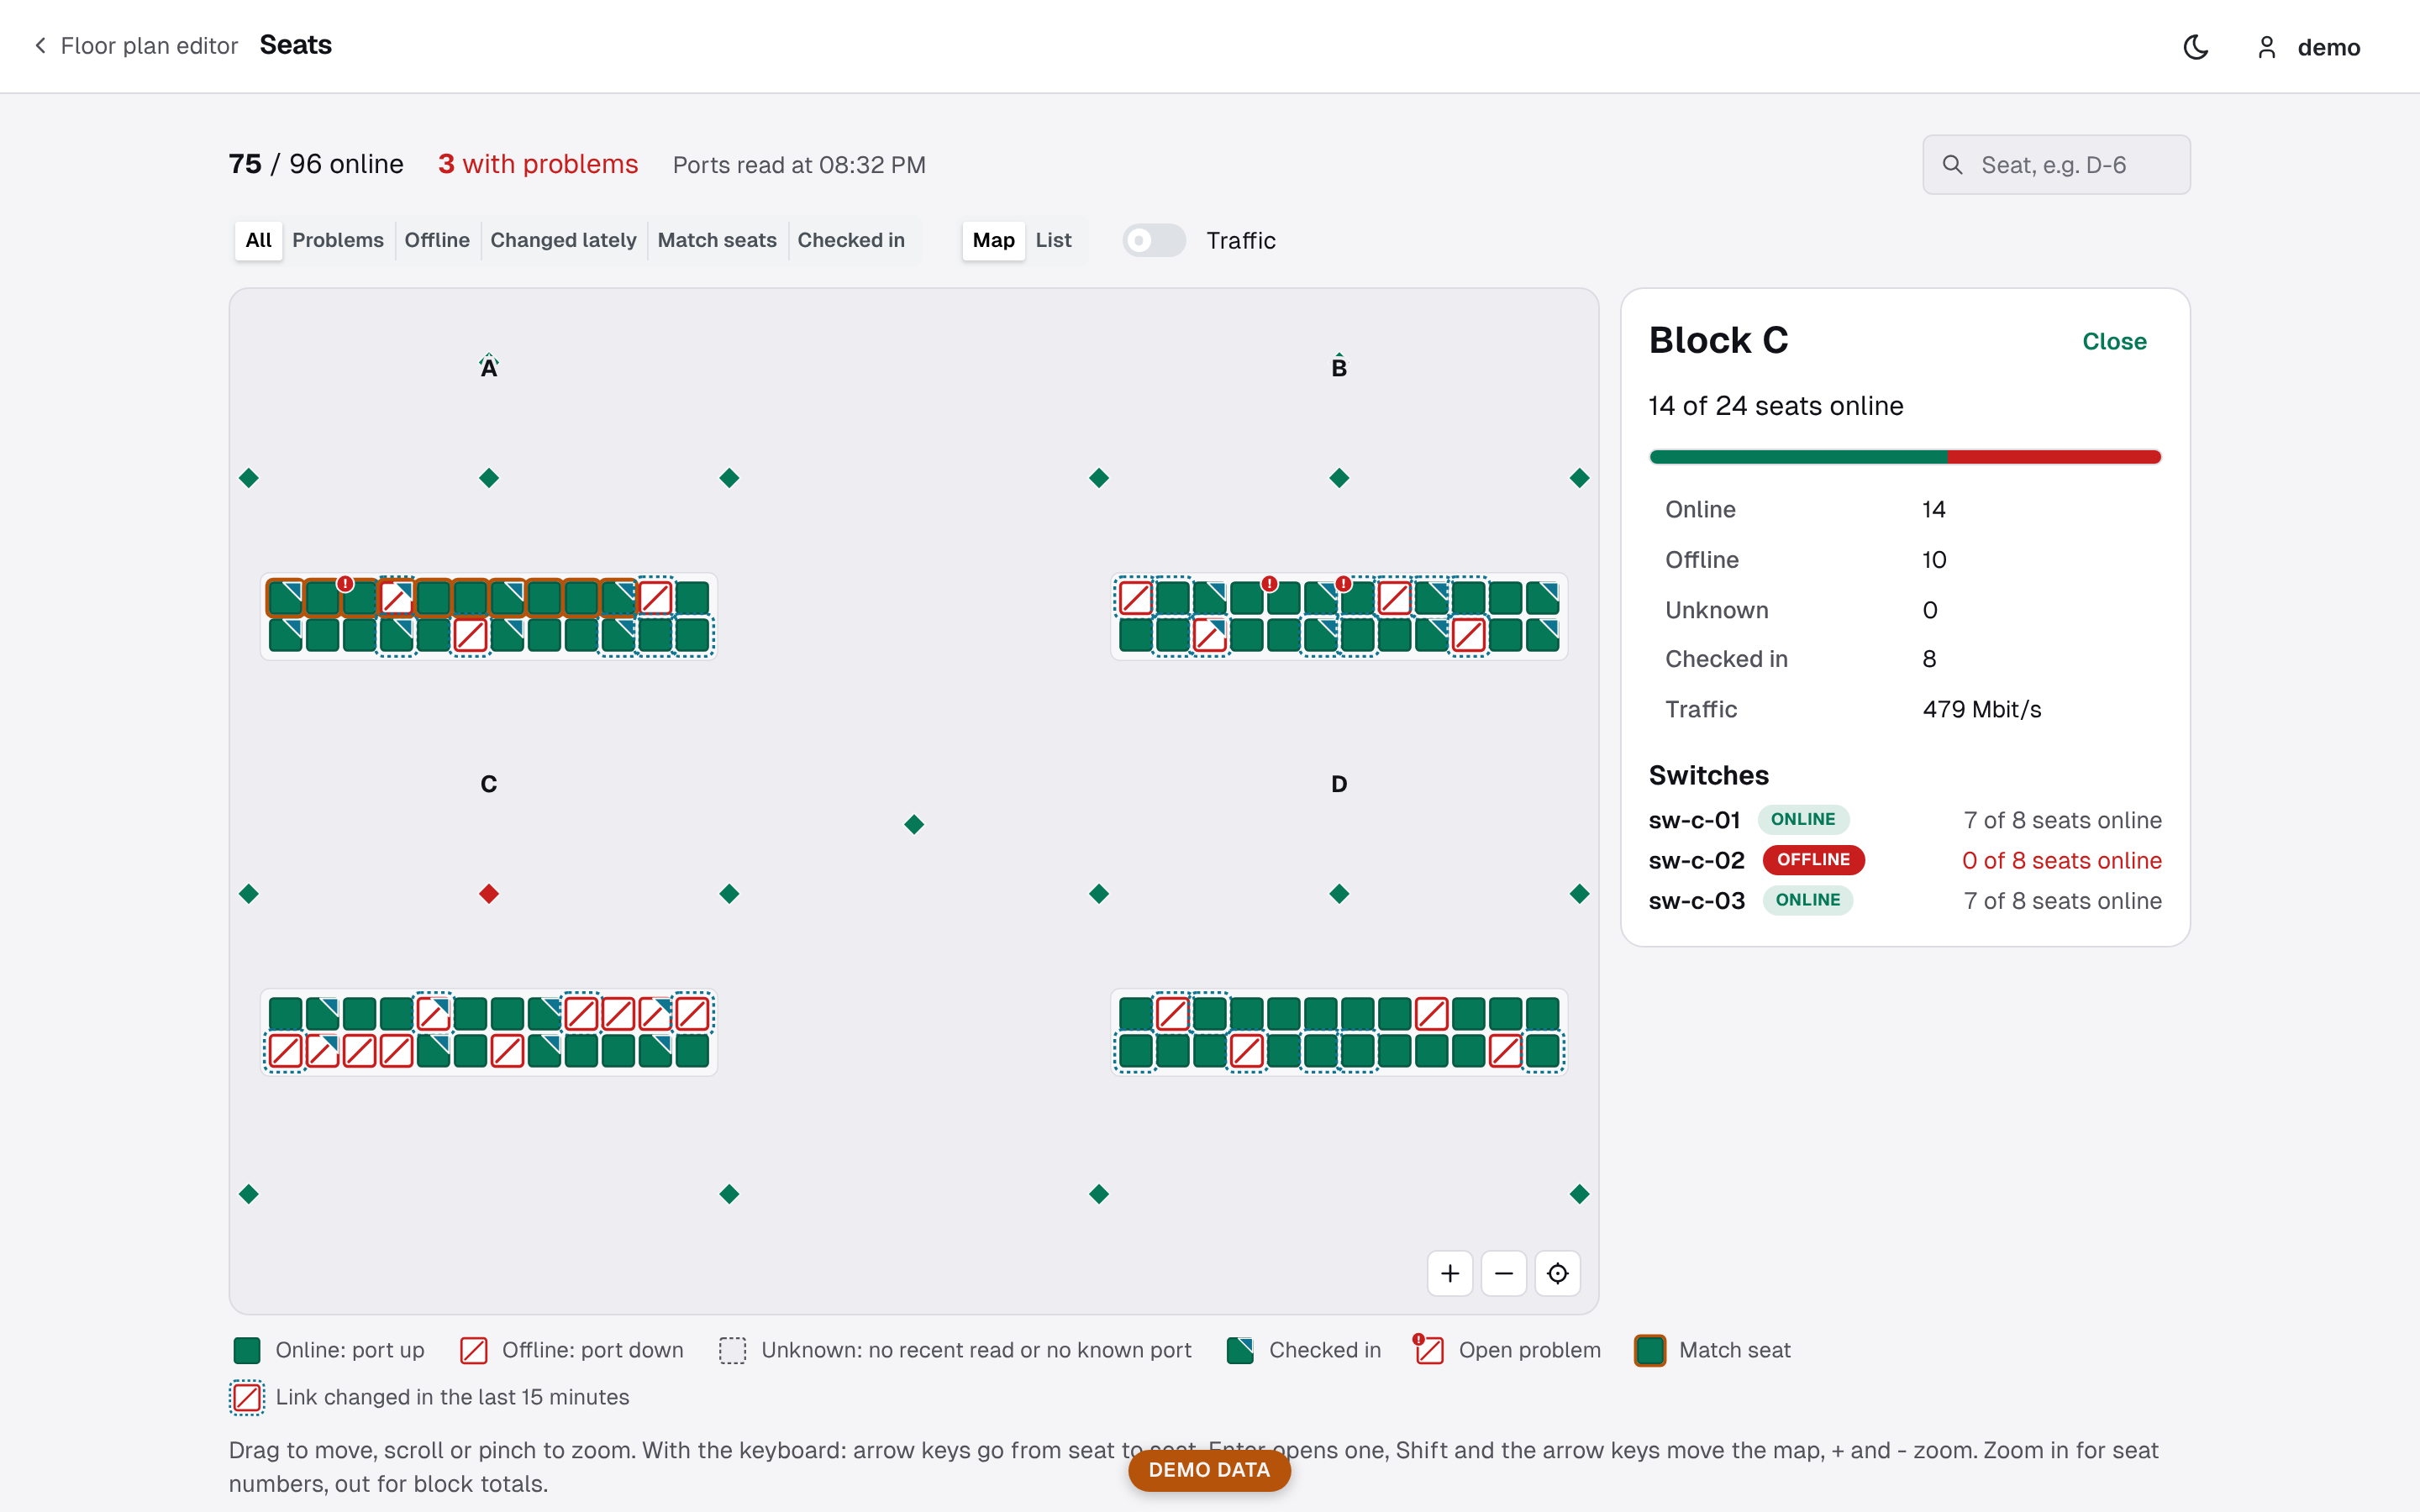 Floor plan editor Seats demo
75 / 96 online 3 with problems Ports read at 08:32 PM Seat, e.g. D-6
All Problems Offline Changed lately Match seats Checked in Map List Traffic
A
B
C
D
Block C Close
14 of 24 seats online
Online 14
Offline 10
Unknown 0
Checked in 8
Traffic 479 Mbit/s
Switches
sw-c-01 ONLINE 7 of 8 seats online
sw-c-02 OFFLINE 0 of 8 seats online
sw-c-03 ONLINE 7 of 8 seats online
Online: port up Offline: port down Unknown: no recent read or no known port Checked in Open problem Match seat
Link changed in the last 15 minutes
Drag to move, scroll or pinch to zoom. With the keyboard: arrow keys go from seat to seat, Enter opens one, Shift and the arrow keys move the map, + and - zoom. Zoom in for seat
numbers, out for block totals.
DEMO DATA